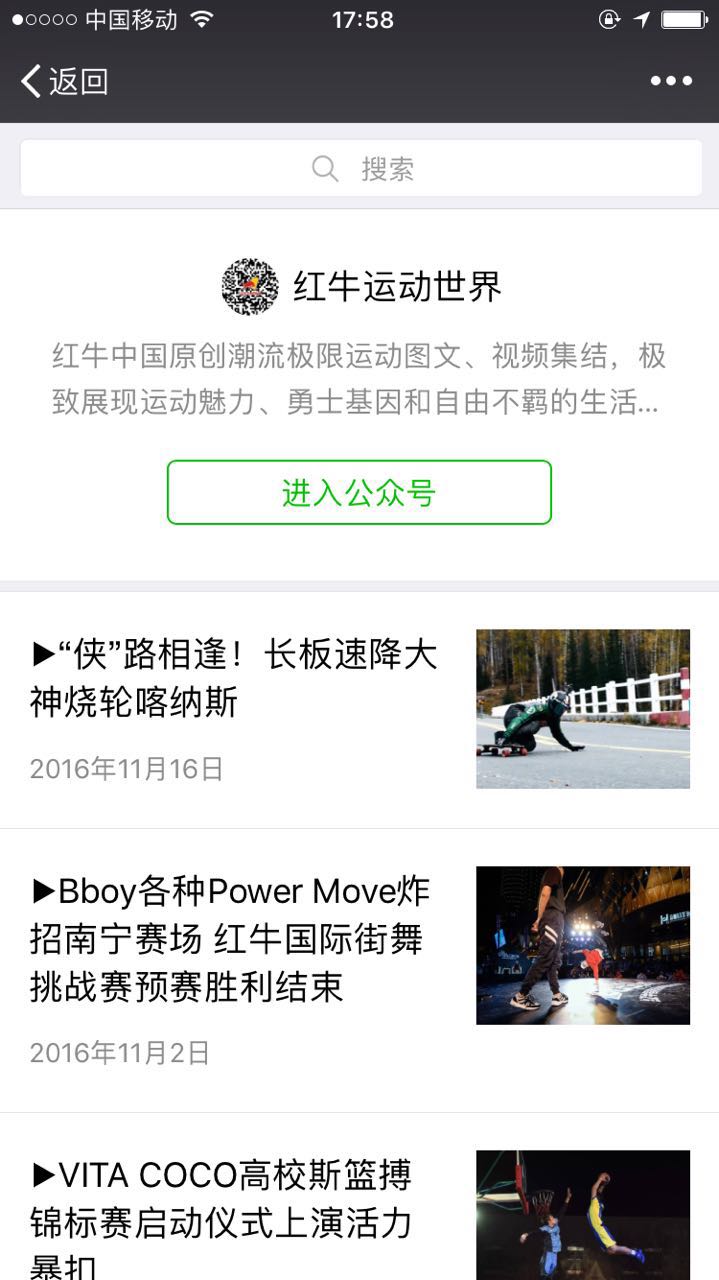 中国移动
17:58
返回
搜索
红牛运动世界
红牛中国原创潮流极限运动图文、视频集结，极
致展现运动魅力、勇士基因和自由不羁的生活...
进入公众号
▶“侠”路相逢！长板速降大
神烧轮喀纳斯
2016年11月16日
▶Bboy各种Power Move炸
招南宁赛场 红牛国际街舞
挑战赛预赛胜利结束
2016年11月2日
▶VITA COCO高校斯篮搏
锦标赛启动仪式上演活力
暴扣